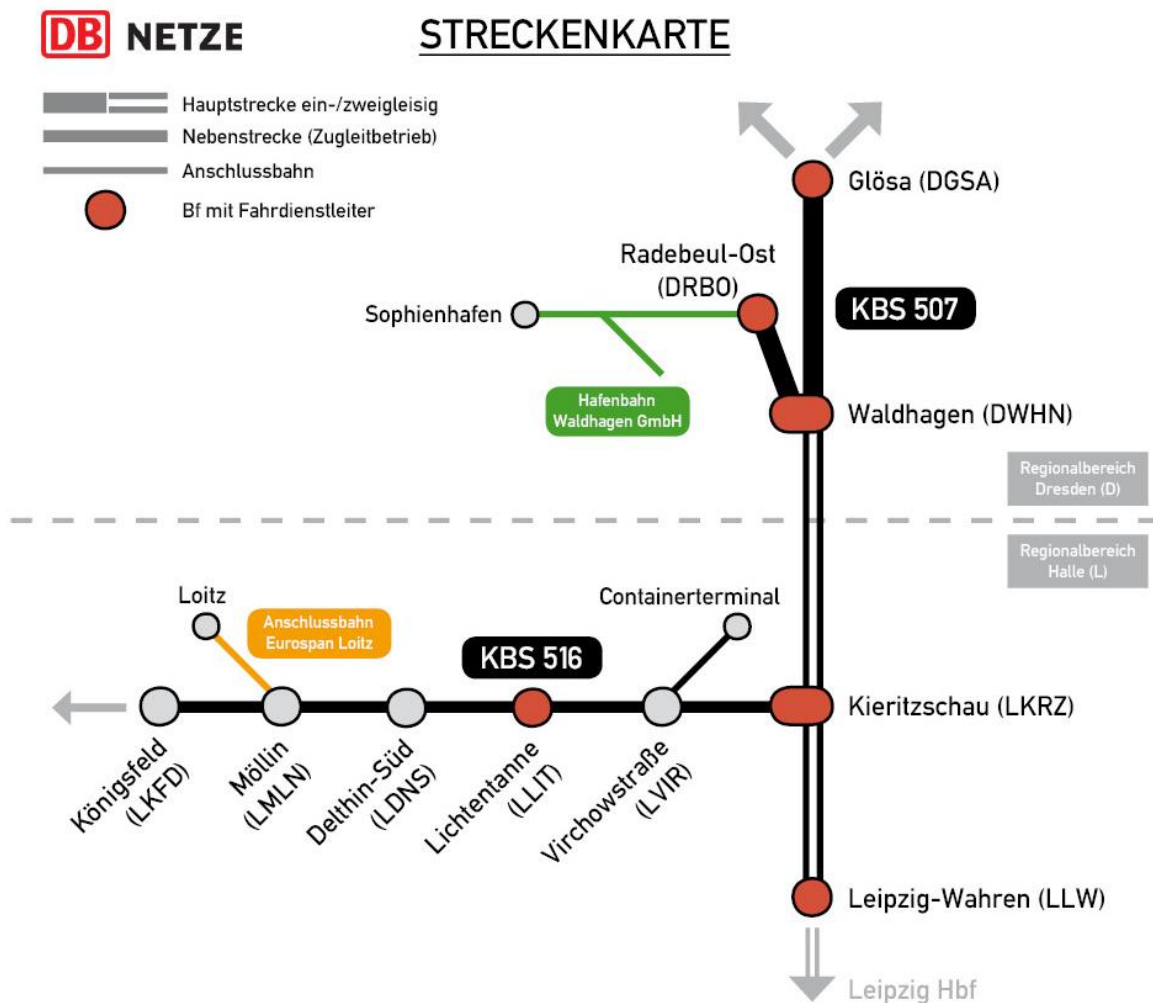 DB NETZE
STRECKENKARTE
Hauptstrecke ein-/zweigleisig
Nebenstrecke (Zugleitbetrieb)
Anschlussbahn
Bf mit Fahrdienstleiter
Glösa (DGSA)
Radebeul-Ost
(DRBO)
Sophienhafen
KBS 507
Hafenbahn
Waldhagen GmbH
Waldhagen (DWHN)
Regionalbereich
Dresden (D)
Regionalbereich
Halle (L)
Loitz
Anschlussbahn
Eurospan Loitz
KBS 516
Containerterminal
Kieritzschau (LKRZ)
Königsfeld
(LKFD)
Möllin
(LMLN)
Delthin-Süd
(LDNS)
Lichtentanne
(LLIT)
Virchowstraße
(LVIR)
Leipzig-Wahren (LLW)
Leipzig Hbf